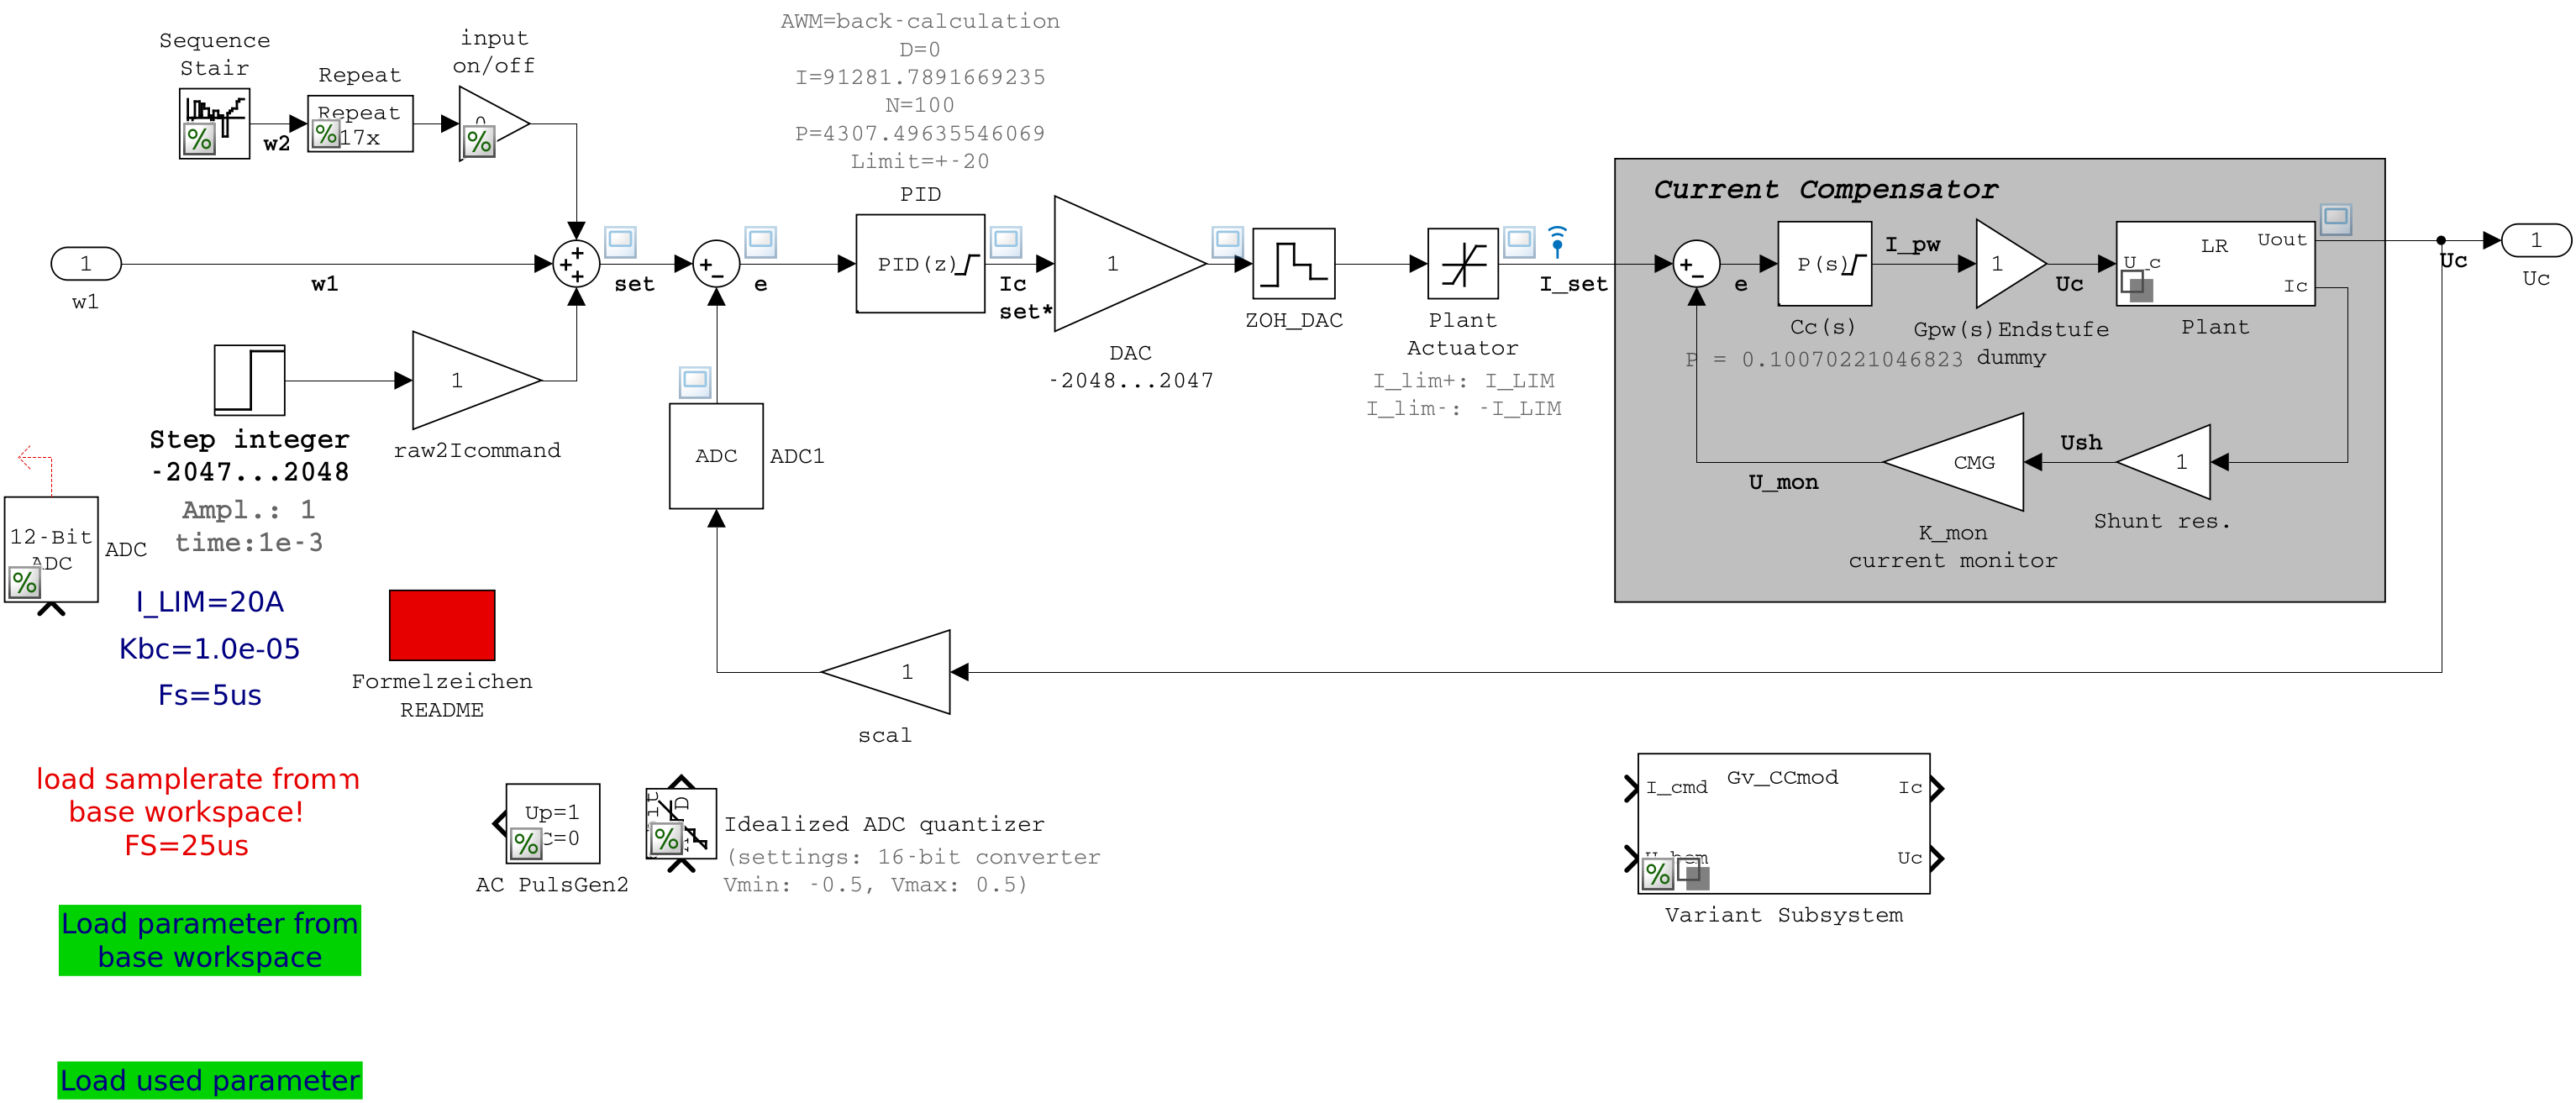 Sequence
Stair
w2
Repeat
Repeat
17x
input
on/off
AWM=back-calculation
D=0
I=91281.7891669235
N=100
P=4307.49635546069
Limit=+-20
PID
1
w1
w1
set
e
PID(z)
Ic
set*
1
DAC
-2048...2047
ZOH_DAC
Plant
Actuator
I_lim+: I_LIM
I_lim-: -I_LIM
I_set
Current Compensator
e
P(s)
Cc(s)
P = 0.10070221046823
I_pw
1
Gpw(s)Endstufe
dummy
Uc
LR
U_c
Uout
Ic
Plant
Uc
1
Uc
U_mon
CMG
K_mon
current monitor
Ush
1
Shunt res.
Step integer
-2047...2048
Ampl.: 1
time:1e-3
1
raw2Icommand
ADC
ADC1
12-Bit
ADC
ADC
I_LIM=20A
Kbc=1.0e-05
Fs=5us
Formelzeichen
README
1
scal
load samplerate fromm
base workspace!
FS=25us
Up=1
C=0
AC PulsGen2
D
Idealized ADC quantizer
(settings: 16-bit converter
Vmin: -0.5, Vmax: 0.5)
I_cmd
Gv_CCmod
Ic
Uc
Variant Subsystem
Load parameter from
base workspace
Load used parameter